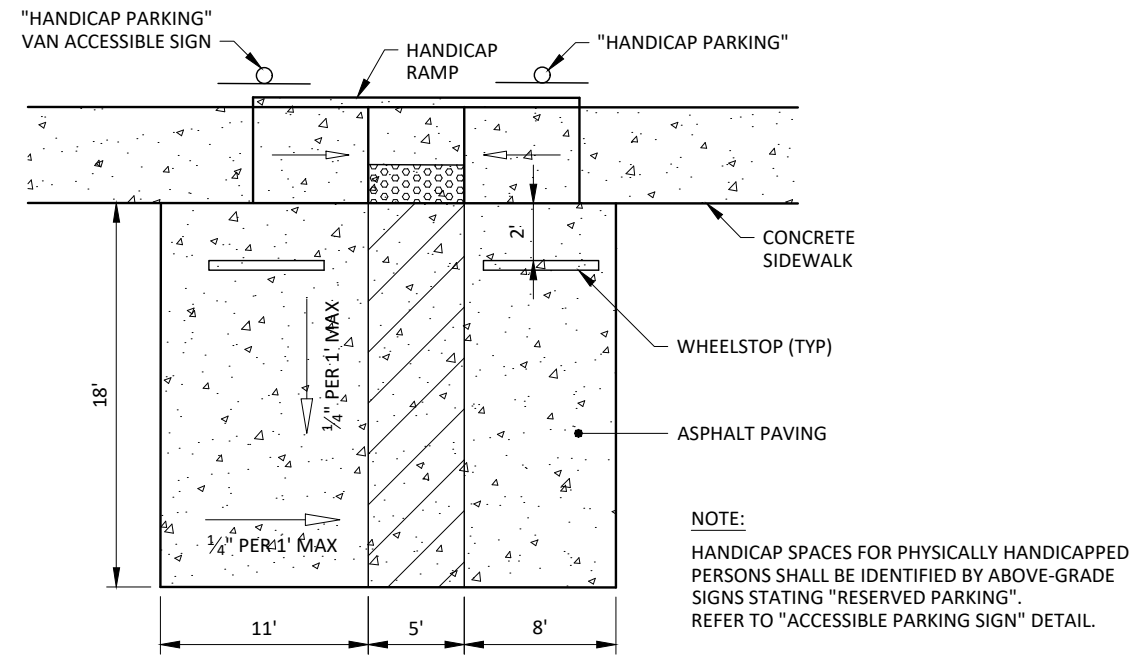 "HANDICAP PARKING"
VAN ACCESSIBLE SIGN
HANDICAP
RAMP
"HANDICAP PARKING"
2'
CONCRETE
SIDEWALK
WHEELSTOP (TYP)
18'
¼" PER 1' MAX
ASPHALT PAVING
¼" PER 1' MAX
NOTE:
HANDICAP SPACES FOR PHYSICALLY HANDICAPPED
PERSONS SHALL BE IDENTIFIED BY ABOVE-GRADE
SIGNS STATING "RESERVED PARKING".
REFER TO "ACCESSIBLE PARKING SIGN" DETAIL.
11'
5'
8'